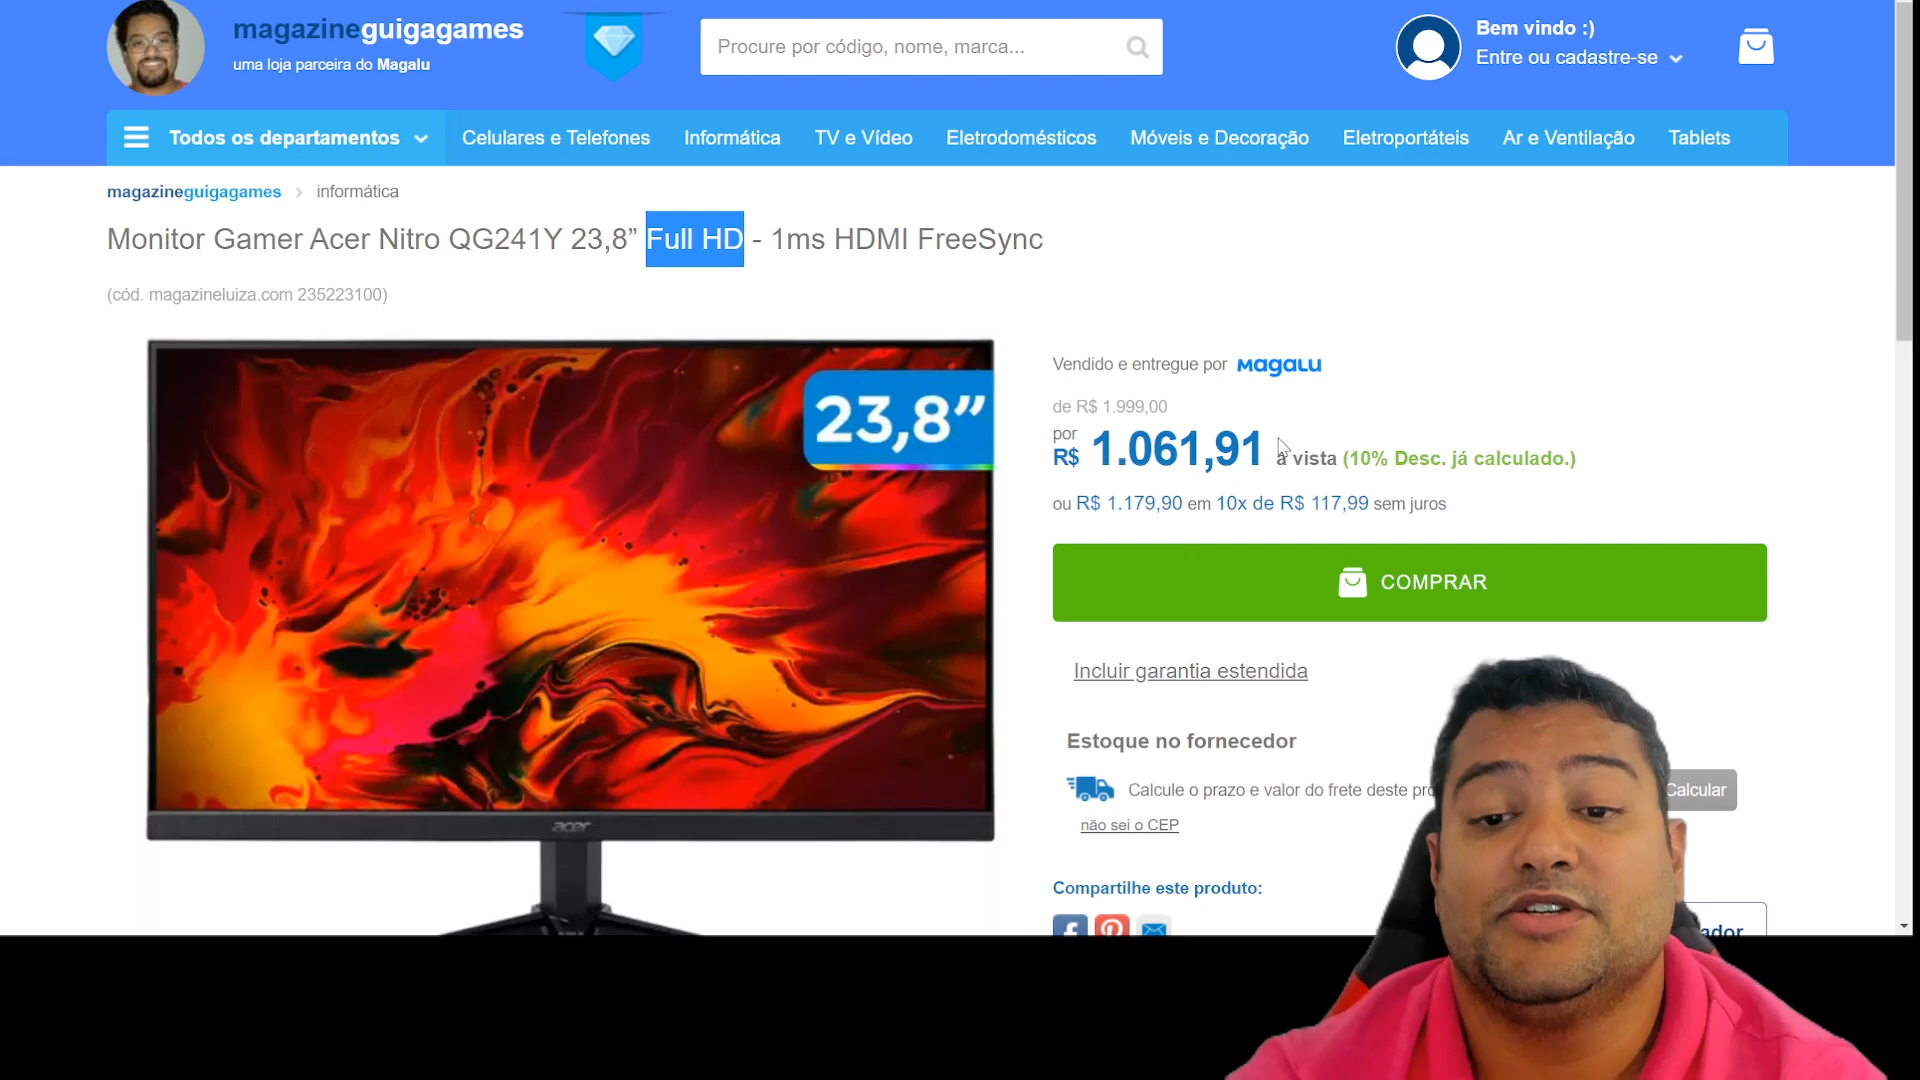 magazineguigagames
uma loja parceira do Magalu
Procure por código, nome, marca...
Bem vindo :)
Entre ou cadastre-se
Todos os departamentos
Celulares e Telefones
Informática
TV e Vídeo
Eletrodomésticos
Móveis e Decoração
Eletroportáteis
Ar e Ventilação
Tablets
magazineguigagames > informática
Monitor Gamer Acer Nitro QG241Y 23,8” Full HD - 1ms HDMI FreeSync
(cód. magazineluiza.com 235223100)
23,8”
acer
Vendido e entregue por Magalu
de R$ 1.999,00
por
R$ 1.061,91 à vista (10% Desc. já calculado.)
ou R$ 1.179,90 em 10x de R$ 117,99 sem juros
COMPRAR
Incluir garantia estendida
Estoque no fornecedor
Calcule o prazo e valor do frete deste pro
Calcular
não sei o CEP
Compartilhe este produto: